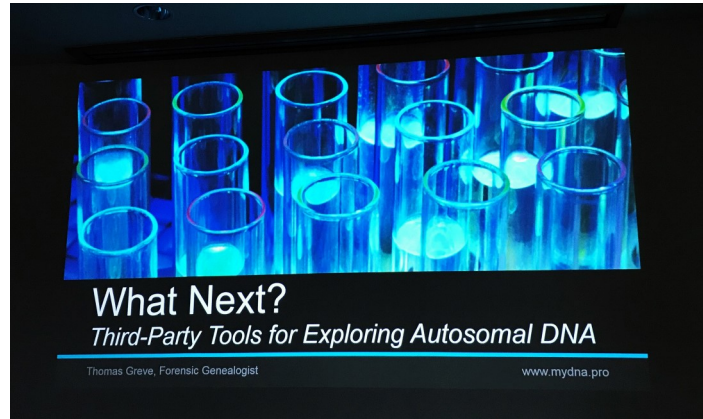 What Next?
Third-Party Tools for Exploring Autosomal DNA
Thomas Greve, Forensic Genealogist
www.mydna.pro